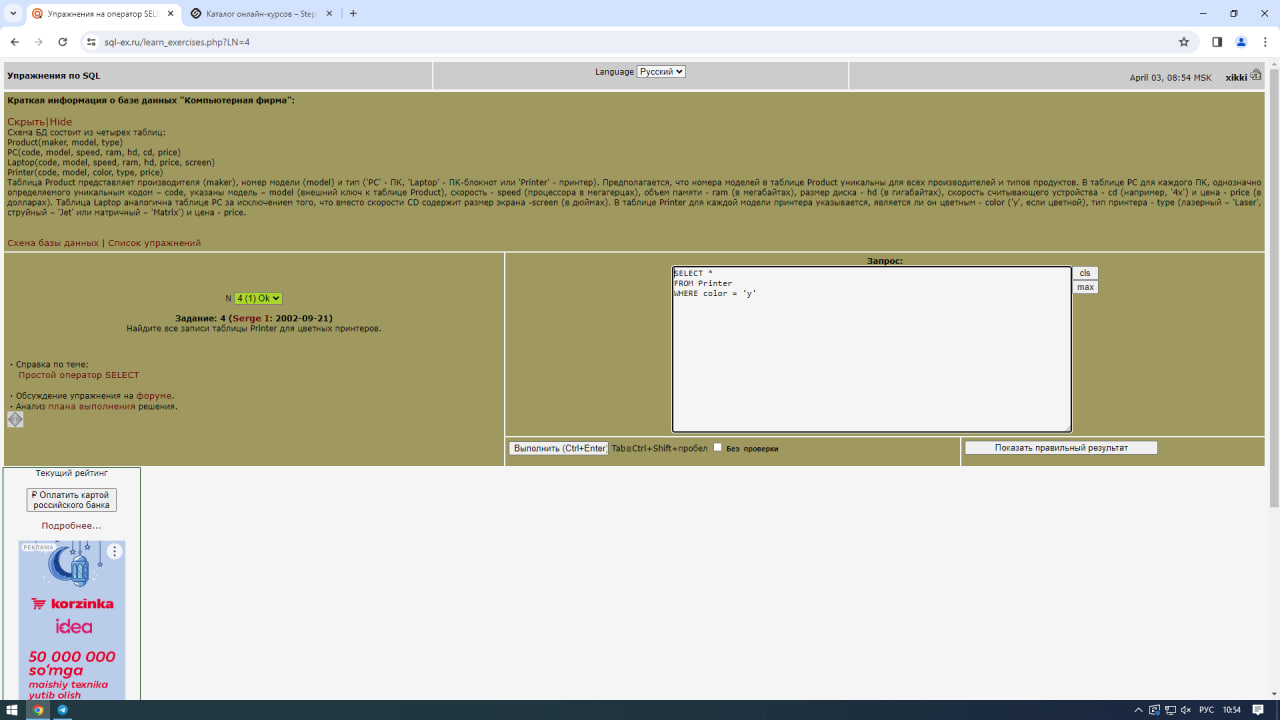 Упражнения на оператор SELE
Каталог онлайн-курсов – Step
sql-ex.ru/learn_exercises.php?LN=4
Упражнения по SQL
Language Русский
April 03, 08:54 MSK xikki
Краткая информация о базе данных "Компьютерная фирма":
Скрыть|Hide
Схема БД состоит из четырех таблиц:
Product(maker, model, type)
PC(code, model, speed, ram, hd, cd, price)
Laptop(code, model, speed, ram, hd, price, screen)
Printer(code, model, color, type, price)
Таблица Product представляет производителя (maker), номер модели (model) и тип ('PC' - ПК, 'Laptop' - ПК-блокнот или 'Printer' - принтер). Предполагается, что номера моделей в таблице Product уникальны для всех производителей и типов продуктов. В таблице PC для каждого ПК, однозначно
определяемого уникальным кодом – code, указаны модель – model (внешний ключ к таблице Product), скорость - speed (процессора в мегагерцах), объем памяти - ram (в мегабайтах), размер диска - hd (в гигабайтах), скорость считывающего устройства - cd (например, '4x') и цена - price (в
долларах). Таблица Laptop аналогична таблице РС за исключением того, что вместо скорости CD содержит размер экрана -screen (в дюймах). В таблице Printer для каждой модели принтера указывается, является ли он цветным - color ('y', если цветной), тип принтера - type (лазерный – 'Laser',
струйный – 'Jet' или матричный – 'Matrix') и цена - price.
Схема базы данных | Список упражнений
N 4 (1) Ok
Задание: 4 (Serge I: 2002-09-21)
Найдите все записи таблицы Printer для цветных принтеров.
· Справка по теме:
Простой оператор SELECT
· Обсуждение упражнения на форуме.
· Анализ плана выполнения решения.
Запрос:
SELECT *
FROM Printer
WHERE color = 'y'
cls
max
Выполнить (Ctrl+Enter) Tab≡Ctrl+Shift+пробел Без проверки
Показать правильный результат
Текущий рейтинг
₽ Оплатить картой
российского банка
Подробнее...
РЕКЛАМА
korzinka
idea
50 000 000
so'mga
maishiy texnika
yutib olish
РУС 10:54